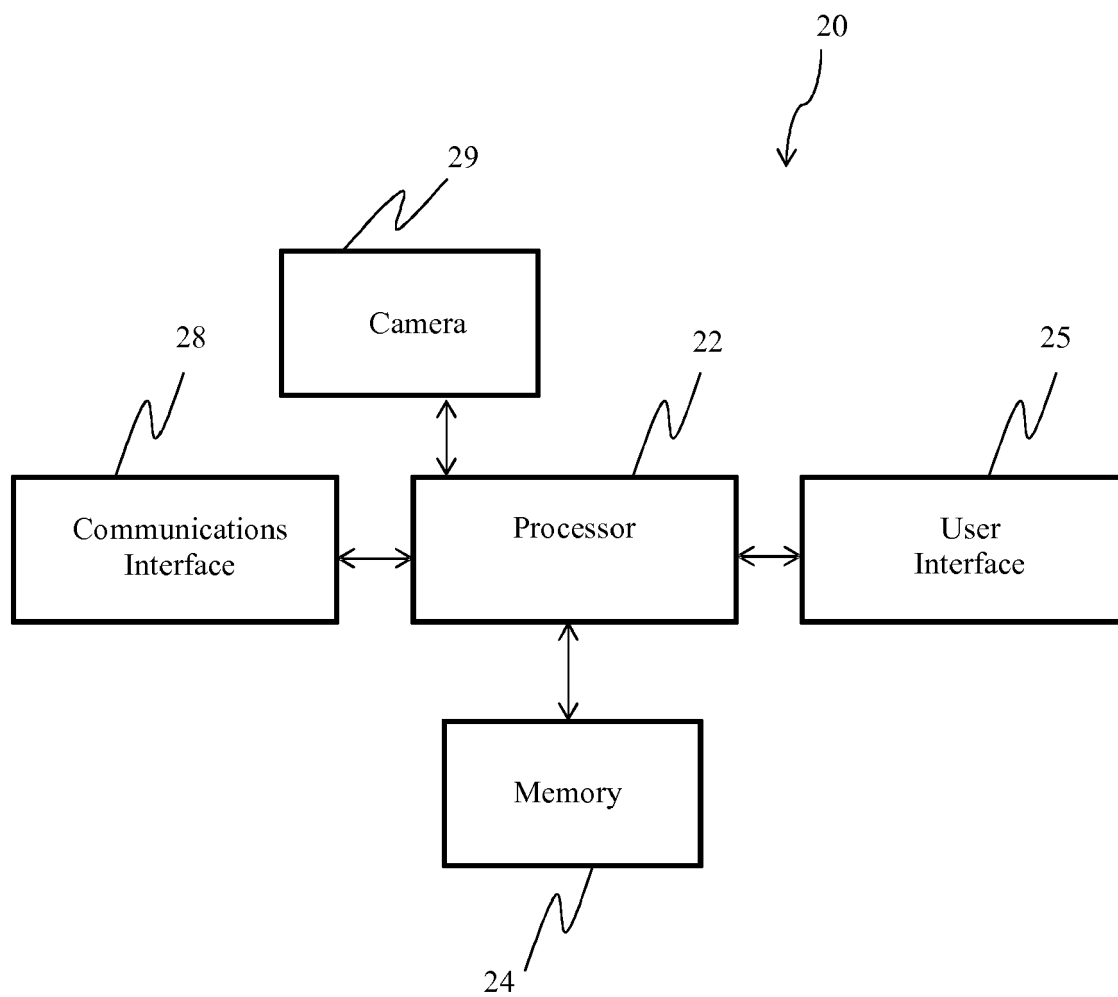 20
29
Camera
28
22
25
Communications
Interface
Processor
User
Interface
Memory
24